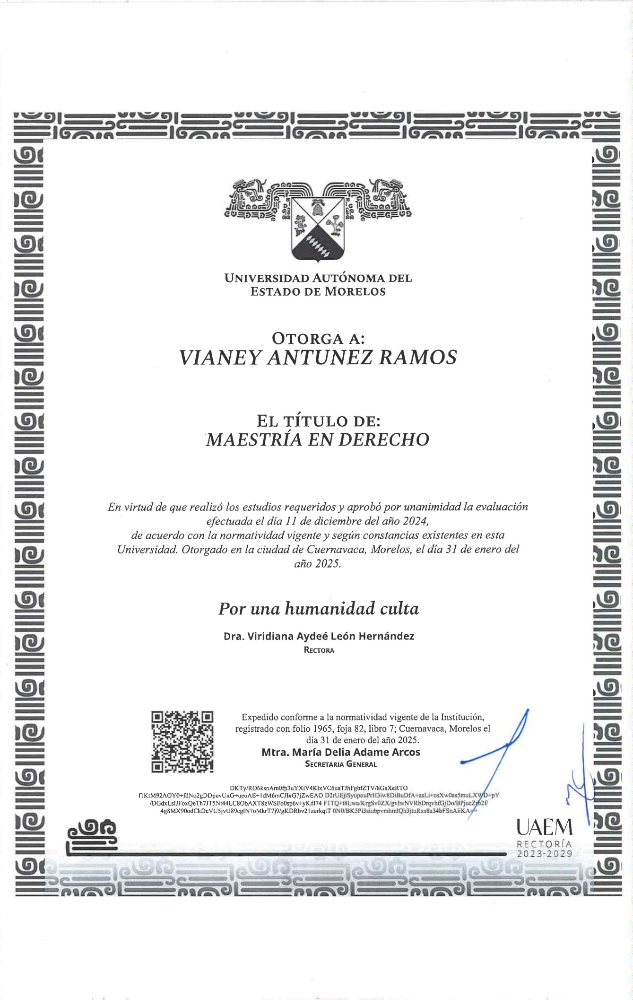 UNIVERSIDAD AUTÓNOMA DEL
ESTADO DE MORELOS
OTORGA A:
VIANEY ANTUNEZ RAMOS
EL TÍTULO DE:
MAESTRÍA EN DERECHO
En virtud de que realizó los estudios requeridos y aprobó por unanimidad la evaluación
efectuada el día 11 de diciembre del año 2024,
de acuerdo con la normatividad vigente y según constancias existentes en esta
Universidad. Otorgado en la ciudad de Cuernavaca, Morelos, el día 31 de enero del
año 2025.
Por una humanidad culta
Dra. Viridiana Aydeé León Hernández
RECTORA
Expedido conforme a la normatividad vigente de la Institución,
registrado con folio 1965, foja 82, libro 7; Cuernavaca, Morelos el
día 31 de enero del año 2025.
Mtra. María Delia Adame Arcos
SECRETARIA GENERAL
UAEM
RECTORÍA
2023-2029